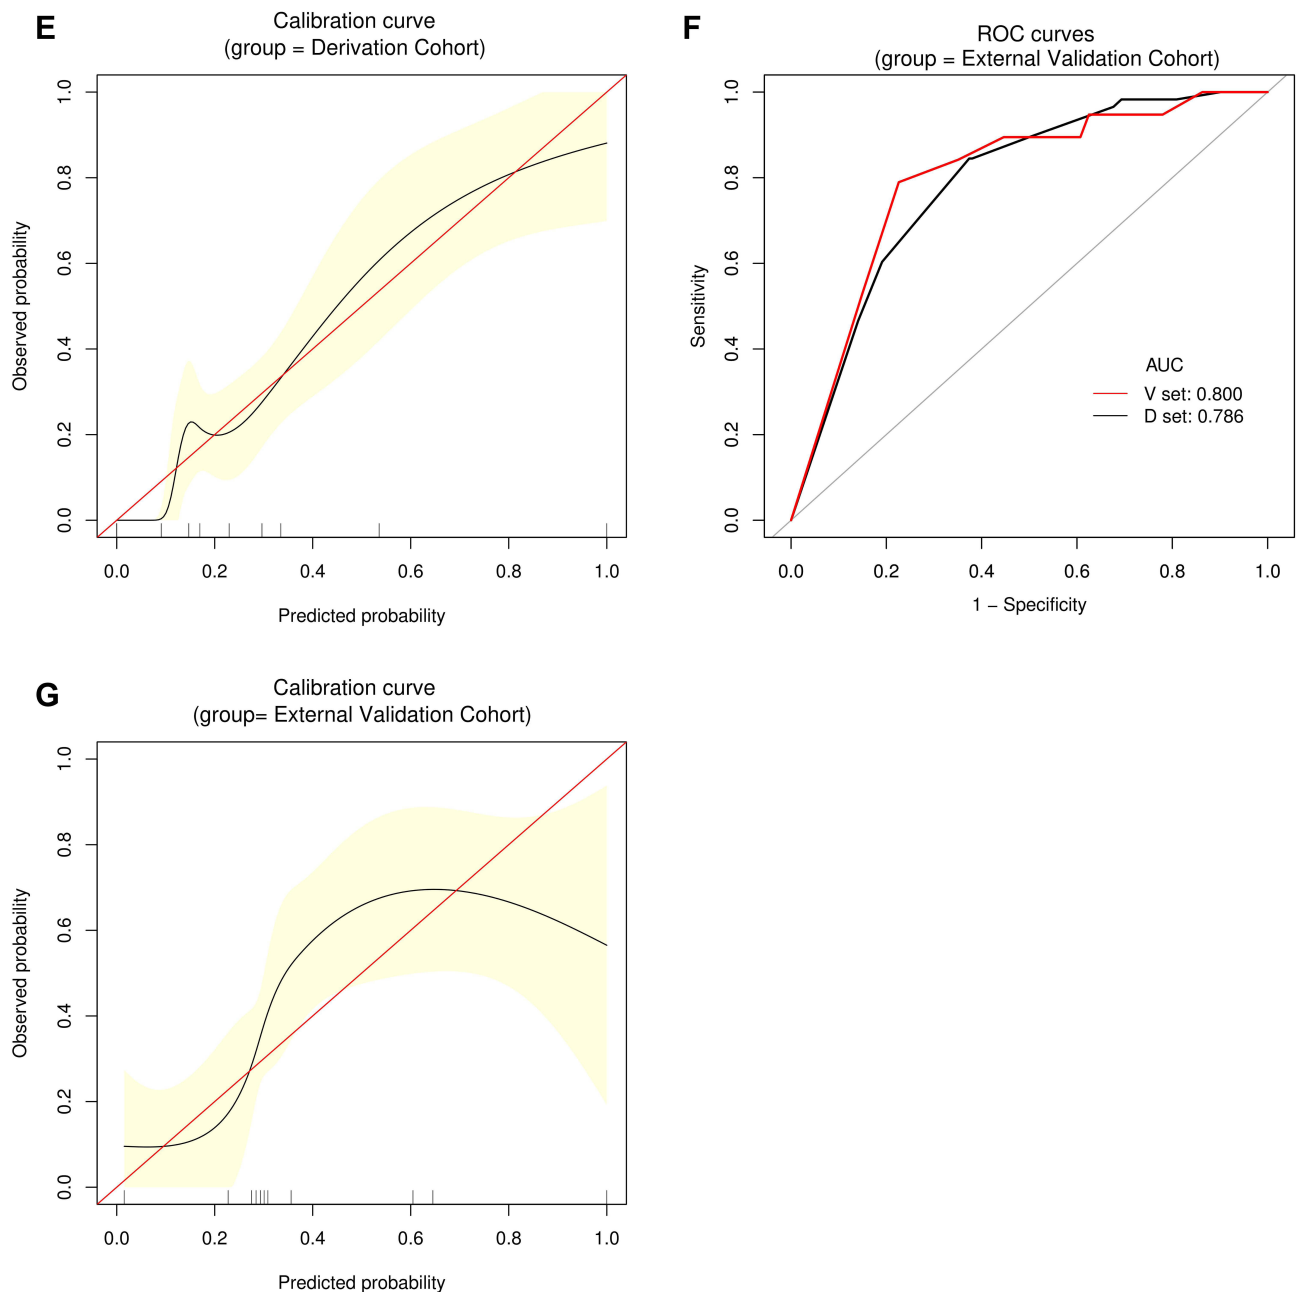 E
Calibration curve
(group = Derivation Cohort)
Observed probability
1.0
0.8
0.6
0.4
0.2
0.0
0.0 0.2 0.4 0.6 0.8 1.0
Predicted probability
F
ROC curves
(group = External Validation Cohort)
Sensitivity
1.0
0.8
0.6
0.4
0.2
0.0
AUC
V set: 0.800
D set: 0.786
0.0 0.2 0.4 0.6 0.8 1.0
1 − Specificity
G
Calibration curve
(group= External Validation Cohort)
Observed probability
1.0
0.8
0.6
0.4
0.2
0.0
0.0 0.2 0.4 0.6 0.8 1.0
Predicted probability